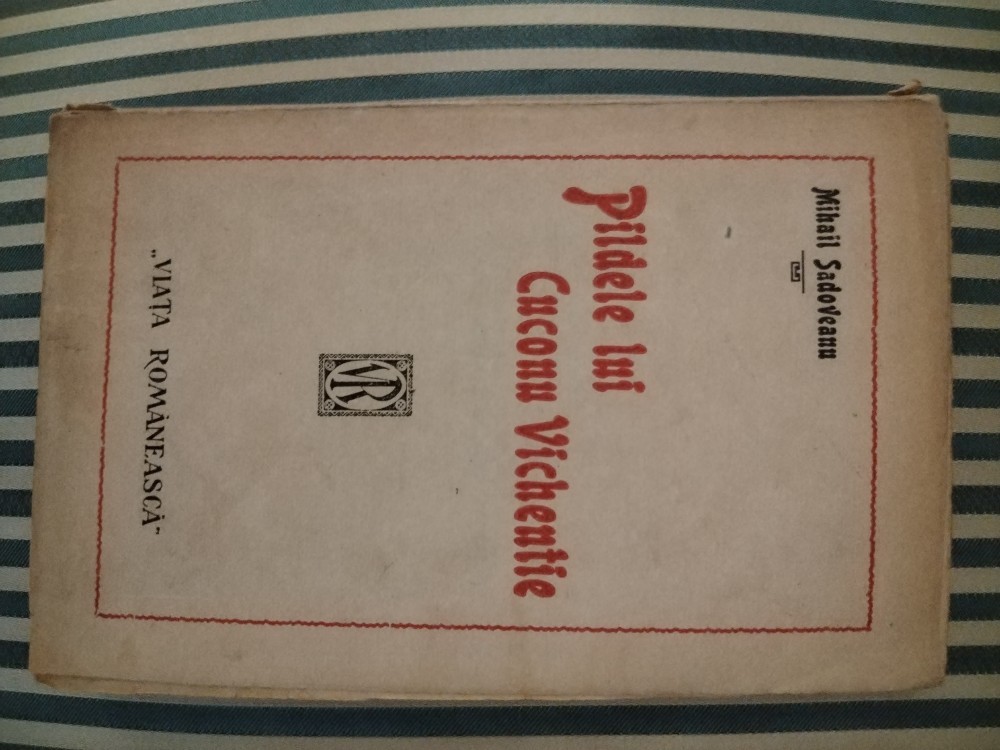 Mihail Sadoveanu
Pildele lui
Cuconu Vichentie
VR
„VIAȚA ROMÂNEASCĂ”